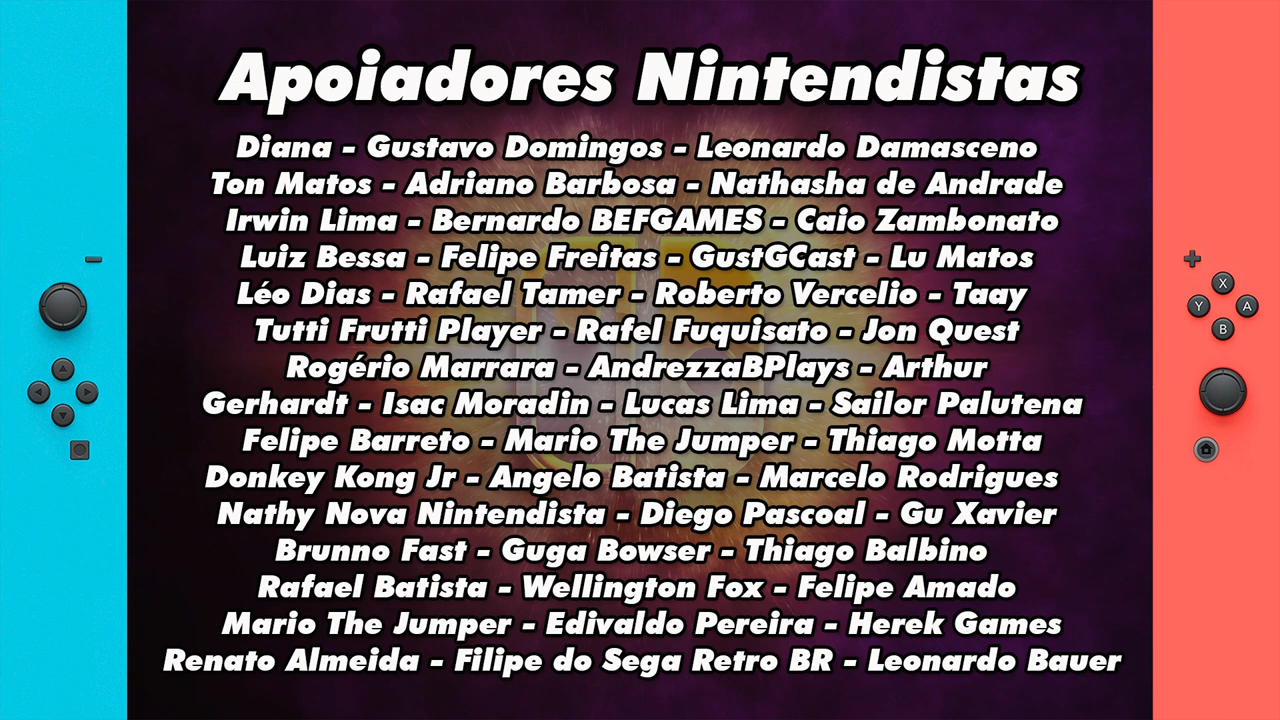 Apoiadores Nintendistas
Diana - Gustavo Domingos - Leonardo Damasceno
Ton Matos - Adriano Barbosa - Nathasha de Andrade
Irwin Lima - Bernardo BEFGAMES - Caio Zambonato
Luiz Bessa - Felipe Freitas - GustGCast - Lu Matos
Léo Dias - Rafael Tamer - Roberto Vercelio - Taay
Tutti Frutti Player - Rafel Fuquisato - Jon Quest
Rogério Marrara - AndrezzaBPlays - Arthur
Gerhardt - Isac Moradin - Lucas Lima - Sailor Palutena
Felipe Barreto - Mario The Jumper - Thiago Motta
Donkey Kong Jr - Angelo Batista - Marcelo Rodrigues
Nathy Nova Nintendista - Diego Pascoal - Gu Xavier
Brunno Fast - Guga Bowser - Thiago Balbino
Rafael Batista - Wellington Fox - Felipe Amado
Mario The Jumper - Edivaldo Pereira - Herek Games
Renato Almeida - Filipe do Sega Retro BR - Leonardo Bauer
X
Y A
B